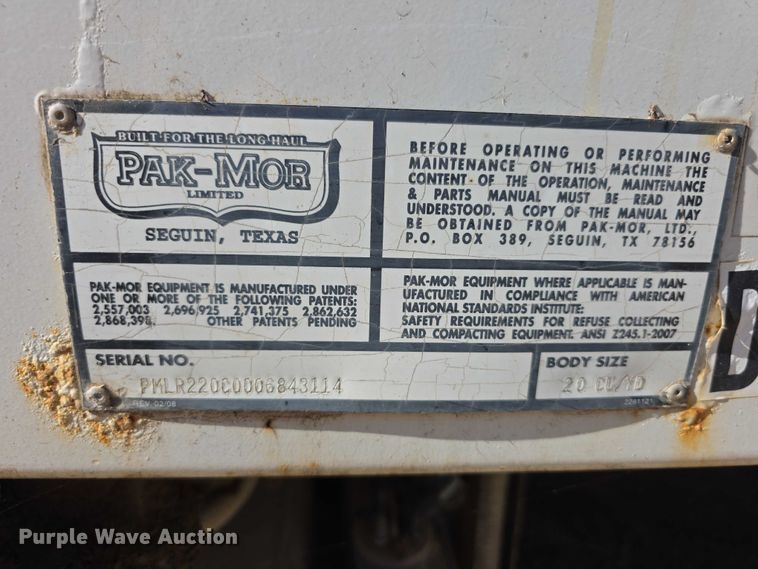 BUILT FOR THE LONG HAUL
PAK-MOR
LIMITED
SEGUIN, TEXAS
BEFORE OPERATING OR PERFORMING
MAINTENANCE ON THIS MACHINE THE
CONTENT OF THE OPERATION, MAINTENANCE
& PARTS MANUAL MUST BE READ AND
UNDERSTOOD. A COPY OF THE MANUAL MAY
BE OBTAINED FROM PAK-MOR, LTD.,
P.O. BOX 389, SEGUIN, TX 78156
PAK-MOR EQUIPMENT IS MANUFACTURED UNDER
ONE OR MORE OF THE FOLLOWING PATENTS:
2,557,003 2,696,925 2,741,375 2,862,632
2,868,398. OTHER PATENTS PENDING
PAK-MOR EQUIPMENT WHERE APPLICABLE IS MAN-
UFACTURED IN COMPLIANCE WITH AMERICAN
NATIONAL STANDARDS INSTITUTE:
SAFETY REQUIREMENTS FOR REFUSE COLLECTING
AND COMPACTING EQUIPMENT. ANSI Z245.1-2007
SERIAL NO.
BODY SIZE
20 CU/YD
REV. 02/08
2261121
D
Purple Wave Auction